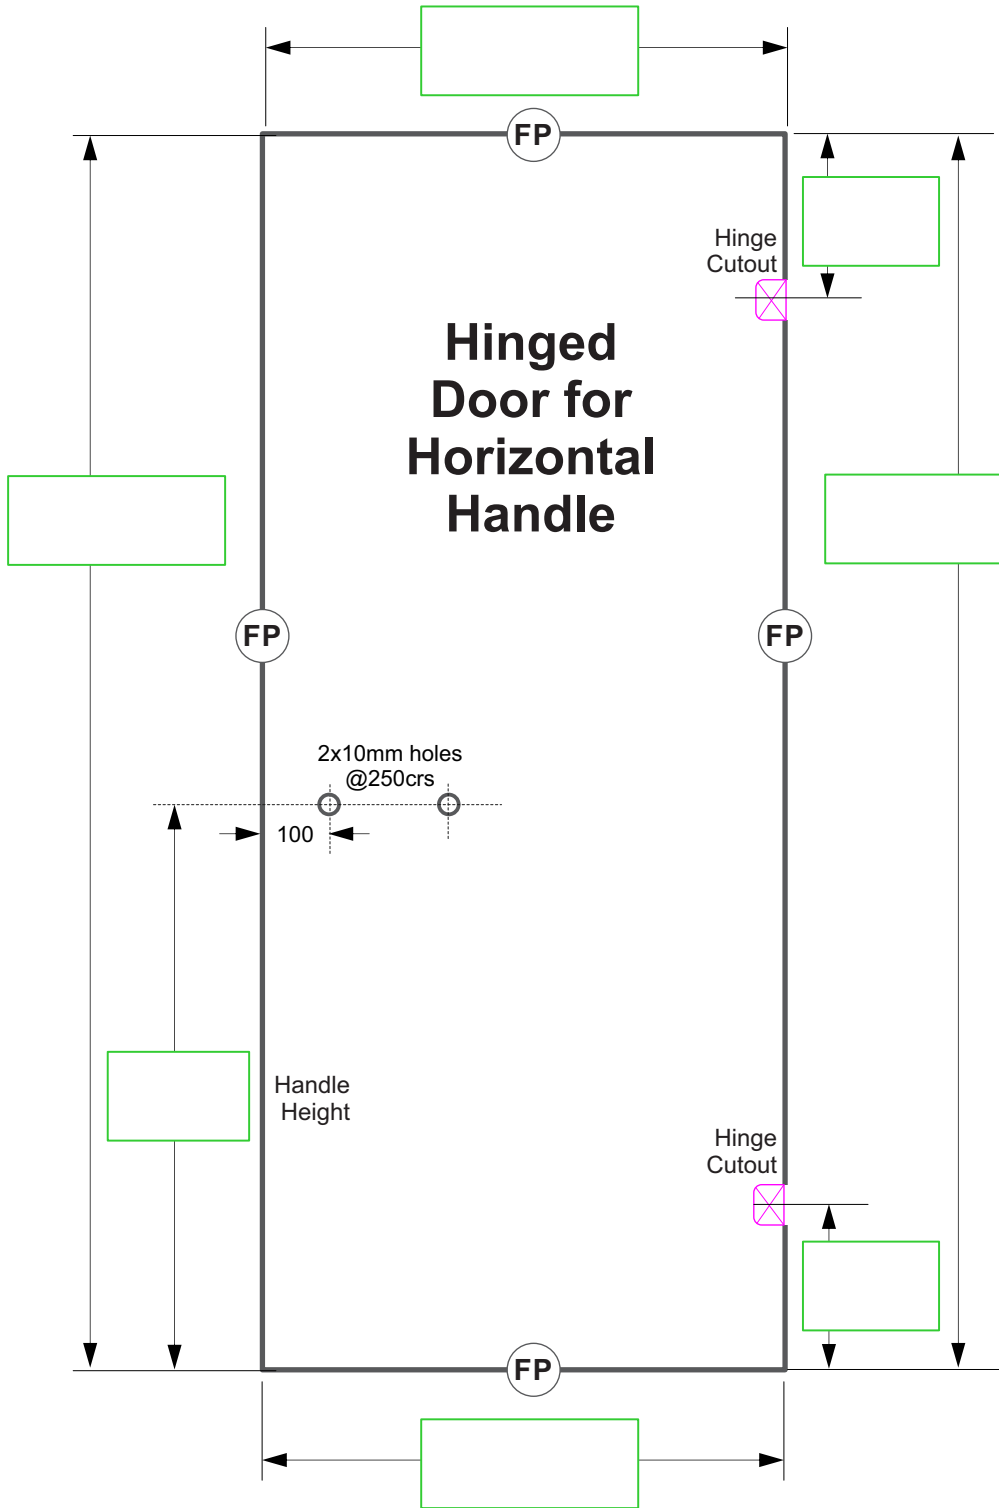 FP
Hinge
Cutout
Hinged
Door for
Horizontal
Handle
FP
FP
2x10mm holes
@250crs
100
Handle
Height
Hinge
Cutout
FP